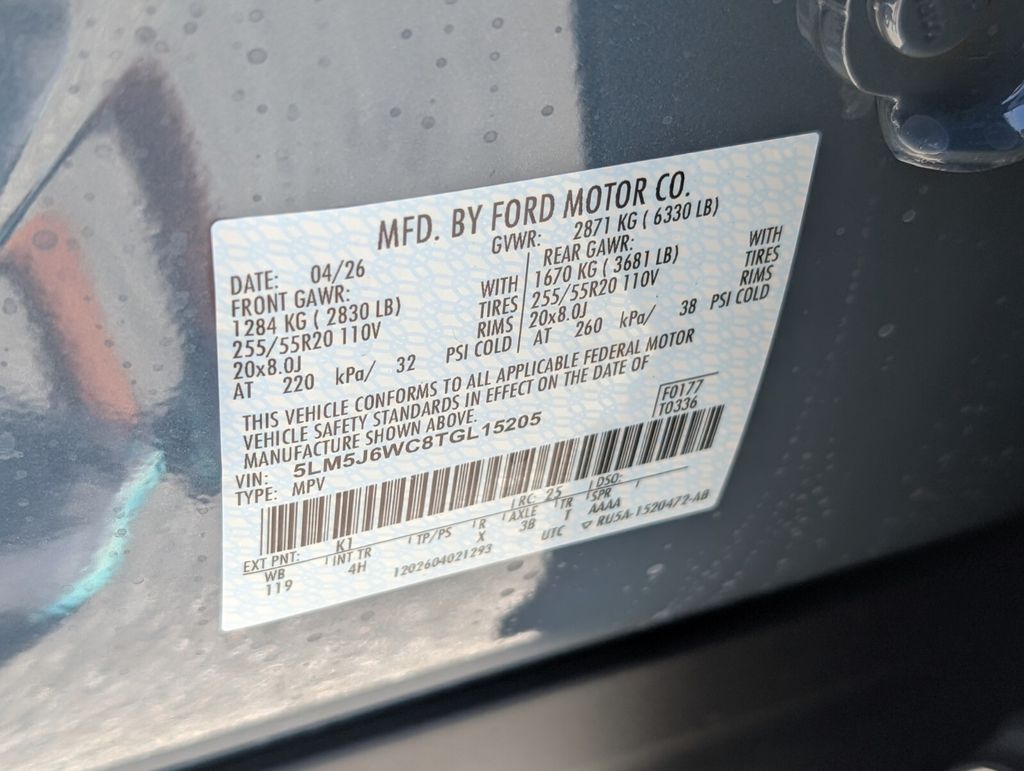 MFD. BY FORD MOTOR CO.
DATE: 04/26 GVWR: 2871 KG ( 6330 LB)
FRONT GAWR: REAR GAWR:
1284 KG ( 2830 LB) WITH 1670 KG ( 3681 LB) WITH
255/55R20 110V TIRES 255/55R20 110V TIRES
20x8.0J RIMS 20x8.0J RIMS
AT 220 kPa/ 32 PSI COLD AT 260 kPa/ 38 PSI COLD
THIS VEHICLE CONFORMS TO ALL APPLICABLE FEDERAL MOTOR
VEHICLE SAFETY STANDARDS IN EFFECT ON THE DATE OF
MANUFACTURE SHOWN ABOVE.
F0177
T0336
VIN: 5LM5J6WC8TGL15205
TYPE: MPV
EXT PNT: K1 RC: 25 DSO:
WB INT TR TP/PS R AXLE TR SPR
119 4H X 3B T AAAA
1202604021293 UTC RU5A-1520472-AB